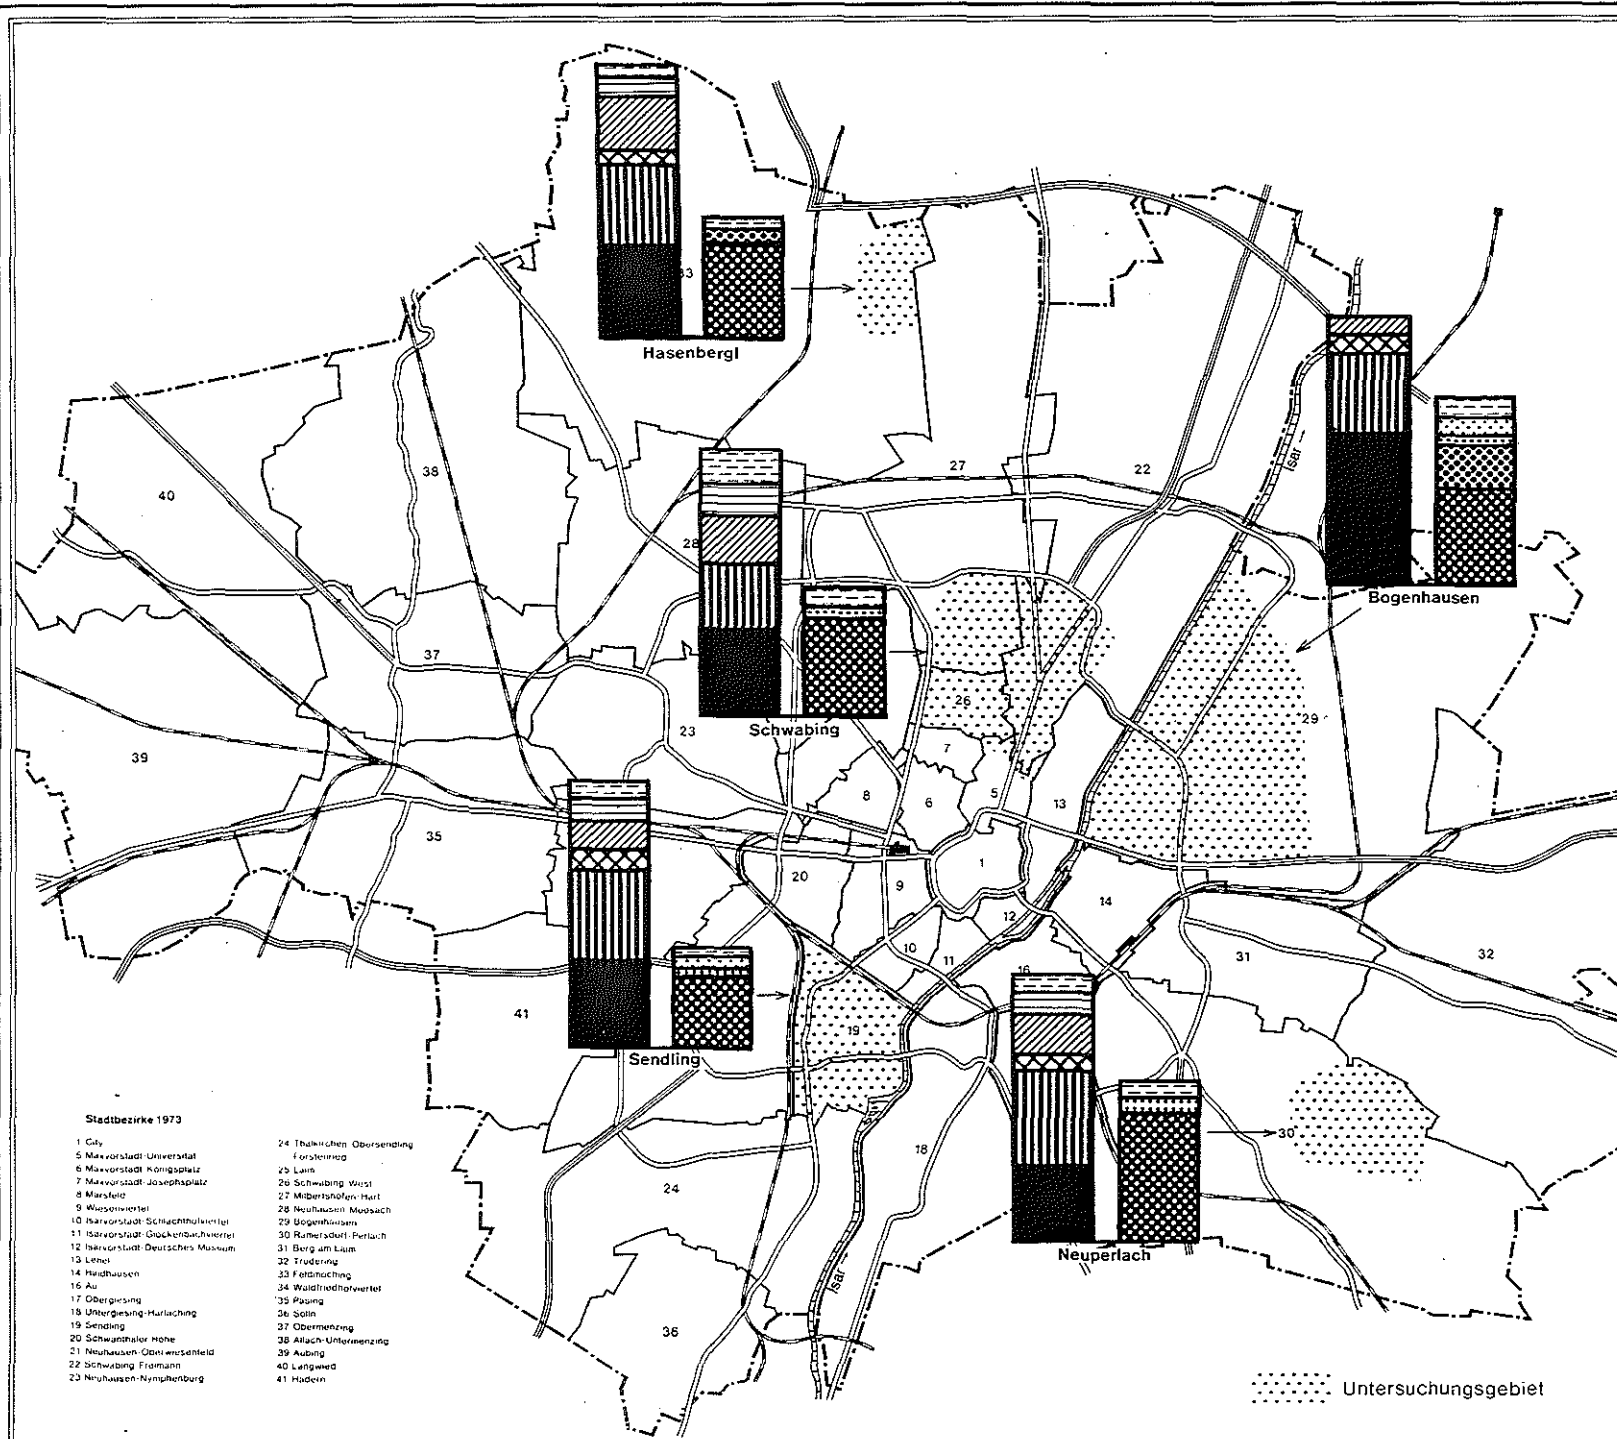 33
Hasenbergl
Isar
38
27
22
40
28
Bogenhausen
37
26
29
Schwabing
23
7
39
8
6
5
13
35
1
20
9
14
12
10
11
31
32
16
41
19
Sendling
30
18
24
Neuperlach
Isar
36
Stadtbezirke 1973
1 City
5 Maxvorstadt-Universität
6 Maxvorstadt-Königsplatz
7 Maxvorstadt-Josephsplatz
8 Marsfeld
9 Wiesenviertel
10 Isarvorstadt-Schlachthofviertel
11 Isarvorstadt-Glockenbachviertel
12 Isarvorstadt-Deutsches Museum
13 Lehel
14 Haidhausen
16 Au
17 Obergiesing
18 Untergiesing-Harlaching
19 Sendling
20 Schwanthaler Höhe
21 Neuhausen-Oberwiesenfeld
22 Schwabing Freimann
23 Neuhausen-Nymphenburg
24 Thalkirchen Obersendling
Forstenried
25 Laim
26 Schwabing West
27 Milbertshofen-Hart
28 Neuhausen Moosach
29 Bogenhausen
30 Ramersdorf-Perlach
31 Berg am Laim
32 Trudering
33 Feldmoching
34 Waldfriedhofviertel
35 Pasing
36 Solln
37 Obermenzing
38 Allach-Untermenzing
39 Aubing
40 Langwied
41 Hadern
Untersuchungsgebiet